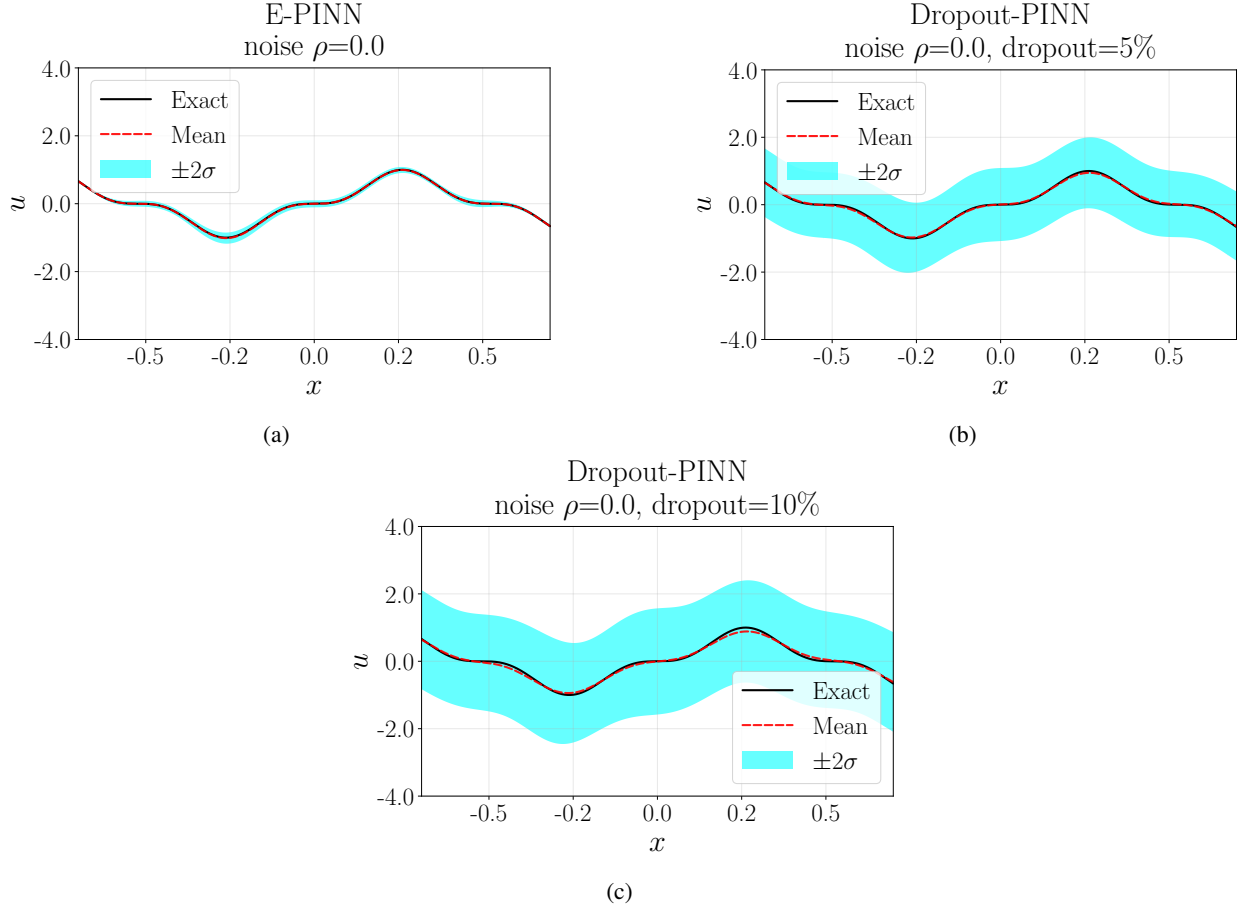 E-PINN
noise ρ=0.0
4.0
2.0
0.0
-2.0
-4.0
u
Exact
Mean
±2σ
-0.5
-0.2
0.0
0.2
0.5
x
(a)
Dropout-PINN
noise ρ=0.0, dropout=5%
4.0
2.0
0.0
-2.0
-4.0
u
Exact
Mean
±2σ
-0.5
-0.2
0.0
0.2
0.5
x
(b)
Dropout-PINN
noise ρ=0.0, dropout=10%
4.0
2.0
0.0
-2.0
-4.0
u
Exact
Mean
±2σ
-0.5
-0.2
0.0
0.2
0.5
x
(c)